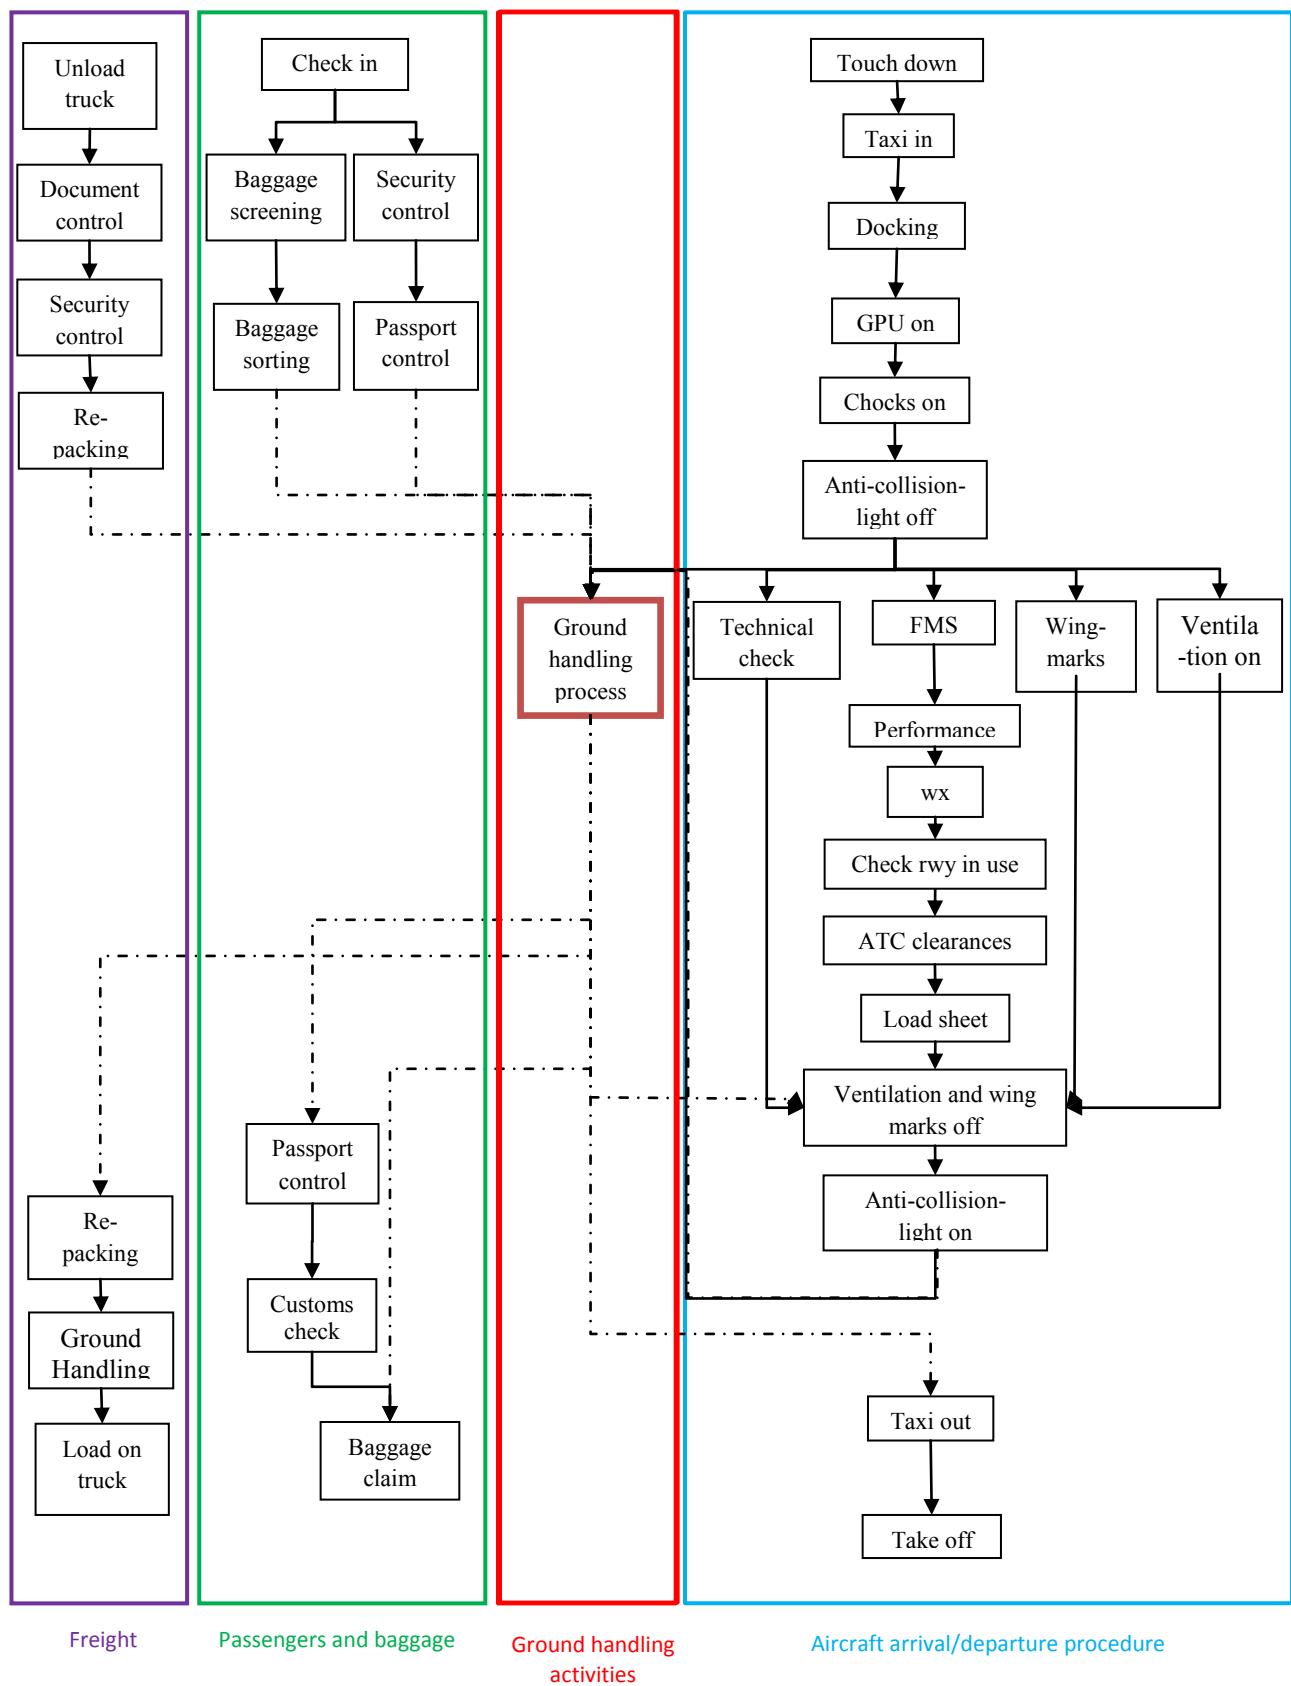 Unload
truck
Document
control
Security
control
Re-
packing
Re-
packing
Ground
Handling
Load on
truck
Freight
Check in
Baggage
screening
Security
control
Baggage
sorting
Passport
control
Passport
control
Customs
check
Baggage
claim
Passengers and baggage
Ground
handling
process
Ground handling
activities
Touch down
Taxi in
Docking
GPU on
Chocks on
Anti-collision-
light off
Technical
check
FMS
Wing-
marks
Ventila
-tion on
Performance
wx
Check rwy in use
ATC clearances
Load sheet
Ventilation and wing
marks off
Anti-collision-
light on
Taxi out
Take off
Aircraft arrival/departure procedure